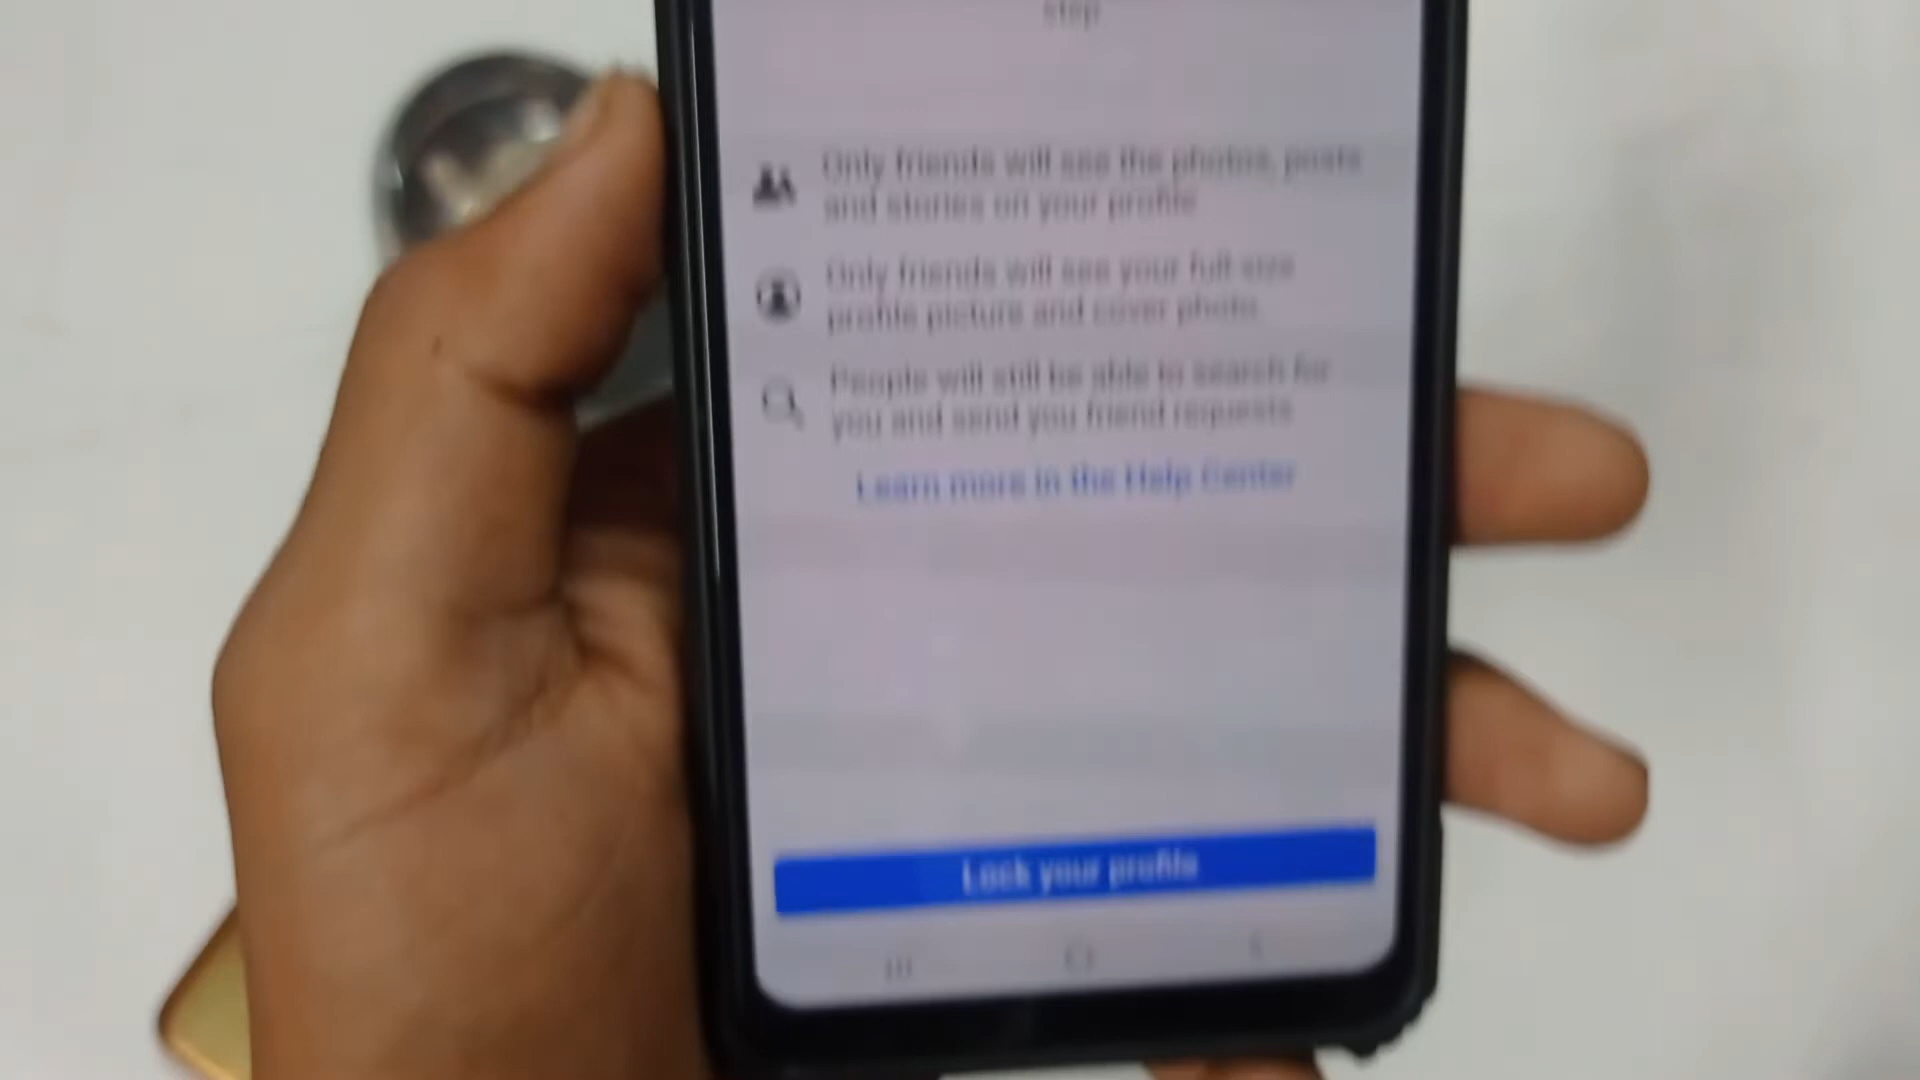 step
Only friends will see the photos, posts
and stories on your profile
Only friends will see your full-size
profile picture and cover photo.
People will still be able to search for
you and send you friend requests
Learn more in the Help Center
Lock your profile